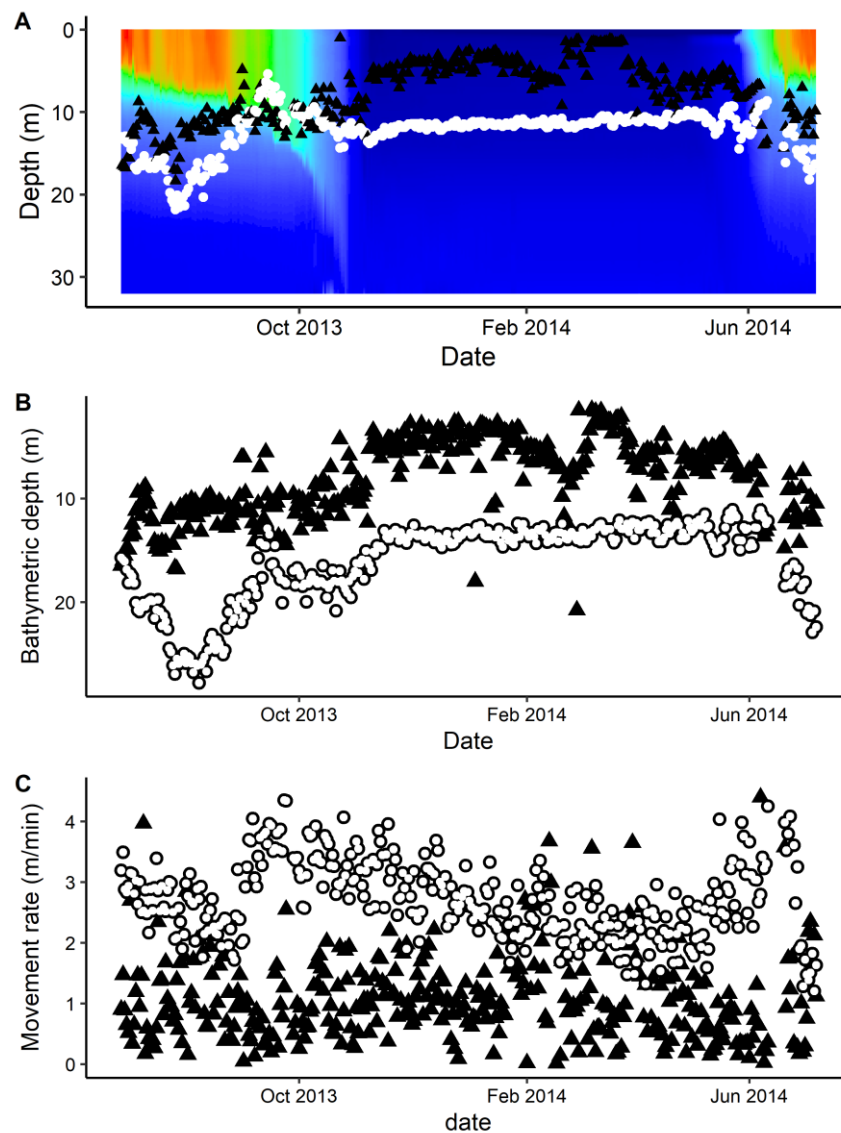 A
0
10
20
30
Depth (m)
Oct 2013
Feb 2014
Jun 2014
Date
B
10
20
Bathymetric depth (m)
Oct 2013
Feb 2014
Jun 2014
Date
C
4
3
2
1
0
Movement rate (m/min)
Oct 2013
Feb 2014
Jun 2014
date